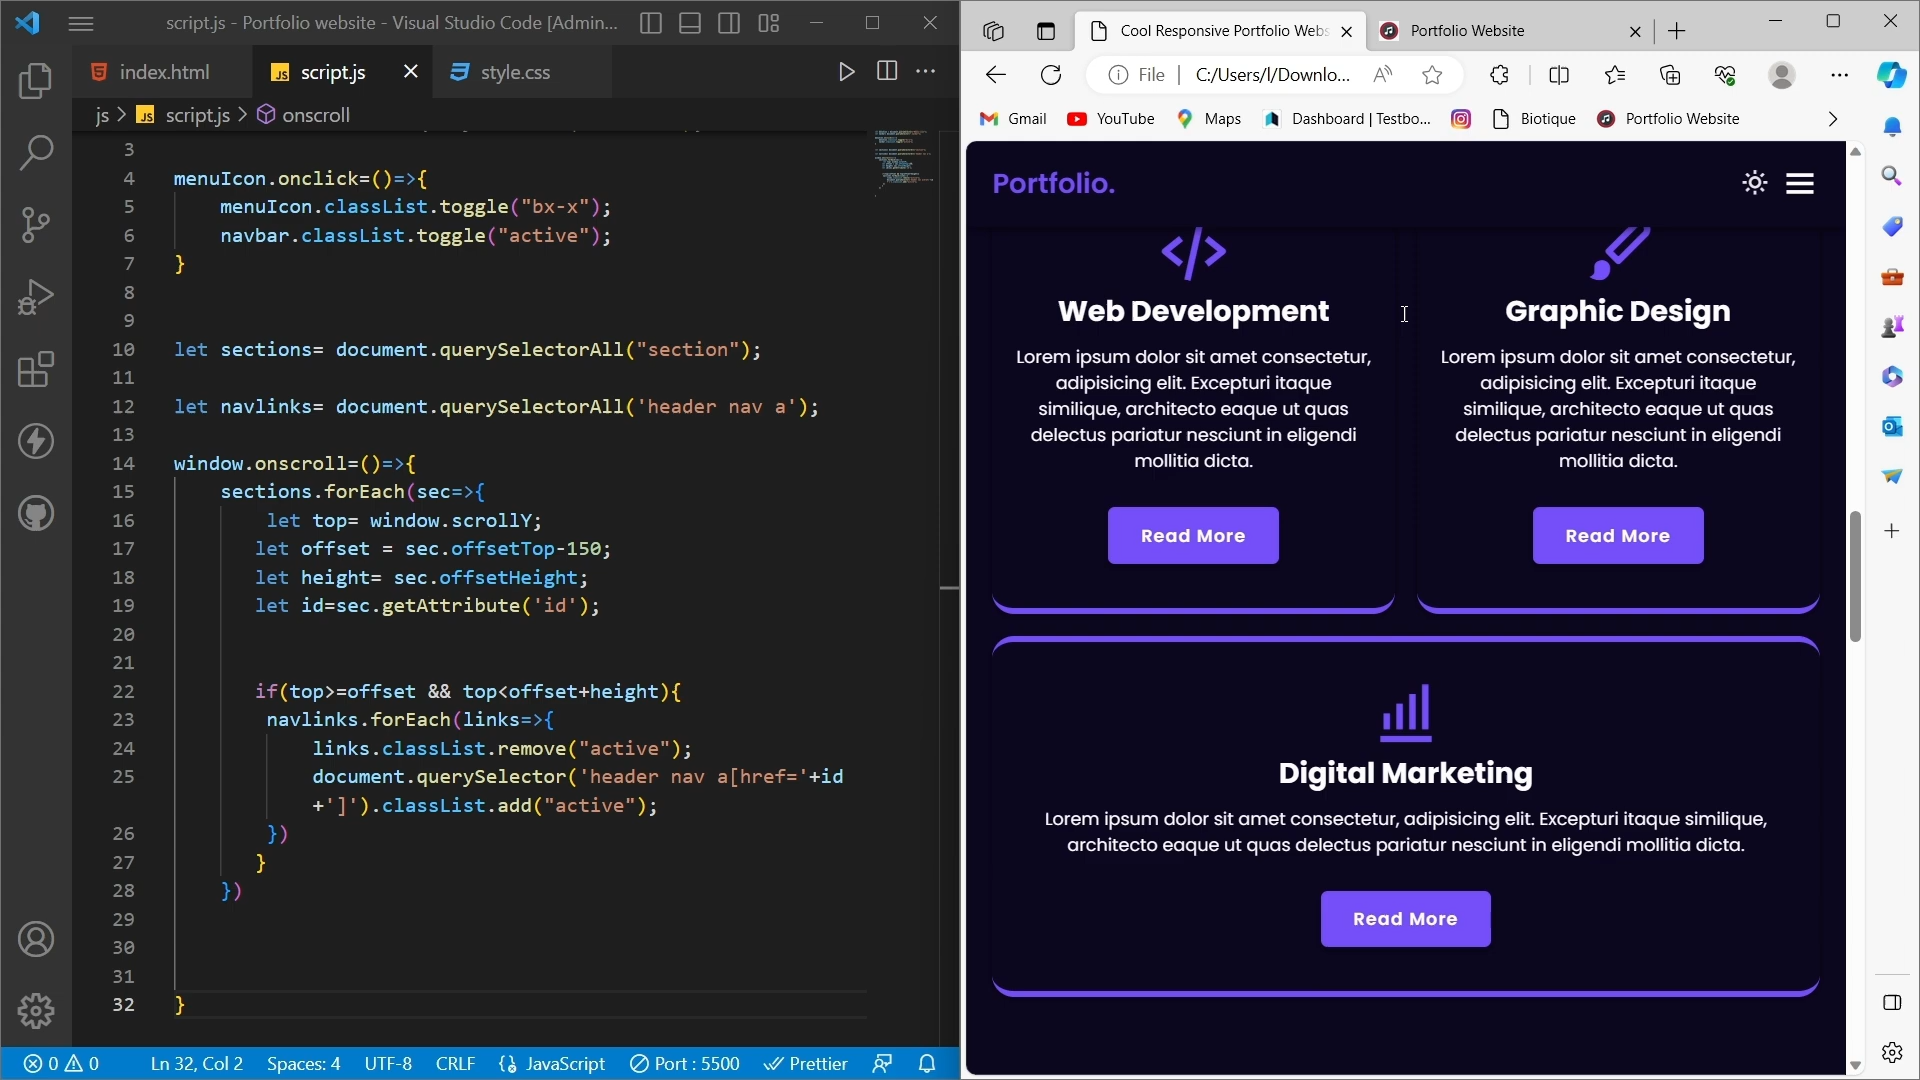 script.js - Portfolio website - Visual Studio Code [Admin...
index.html
JS script.js
style.css
js > JS script.js > onscroll
3
4 menuIcon.onclick=()=>{
5 menuIcon.classList.toggle("bx-x");
6 navbar.classList.toggle("active");
7 }
8
9
10 let sections= document.querySelectorAll("section");
11
12 let navlinks= document.querySelectorAll('header nav a');
13
14 window.onscroll=()=>{
15 sections.forEach(sec=>{
16 let top= window.scrollY;
17 let offset = sec.offsetTop-150;
18 let height= sec.offsetHeight;
19 let id=sec.getAttribute('id');
20
21
22 if(top>=offset && top<offset+height){
23 navlinks.forEach(links=>{
24 links.classList.remove("active");
25 document.querySelector('header nav a[href='+id
+']').classList.add("active");
26 })
27 }
28 })
29
30
31
32 }
0 0 Ln 32, Col 2 Spaces: 4 UTF-8 CRLF {} JavaScript Port : 5500 Prettier
Cool Responsive Portfolio Webs
Portfolio Website
File C:/Users/l/Downlo...
Gmail YouTube Maps Dashboard | Testbo... Biotique Portfolio Website
Portfolio.
Web Development
Lorem ipsum dolor sit amet consectetur,
adipisicing elit. Excepturi itaque
similique, architecto eaque ut quas
delectus pariatur nesciunt in eligendi
mollitia dicta.
Read More
Graphic Design
Lorem ipsum dolor sit amet consectetur,
adipisicing elit. Excepturi itaque
similique, architecto eaque ut quas
delectus pariatur nesciunt in eligendi
mollitia dicta.
Read More
Digital Marketing
Lorem ipsum dolor sit amet consectetur, adipisicing elit. Excepturi itaque similique,
architecto eaque ut quas delectus pariatur nesciunt in eligendi mollitia dicta.
Read More